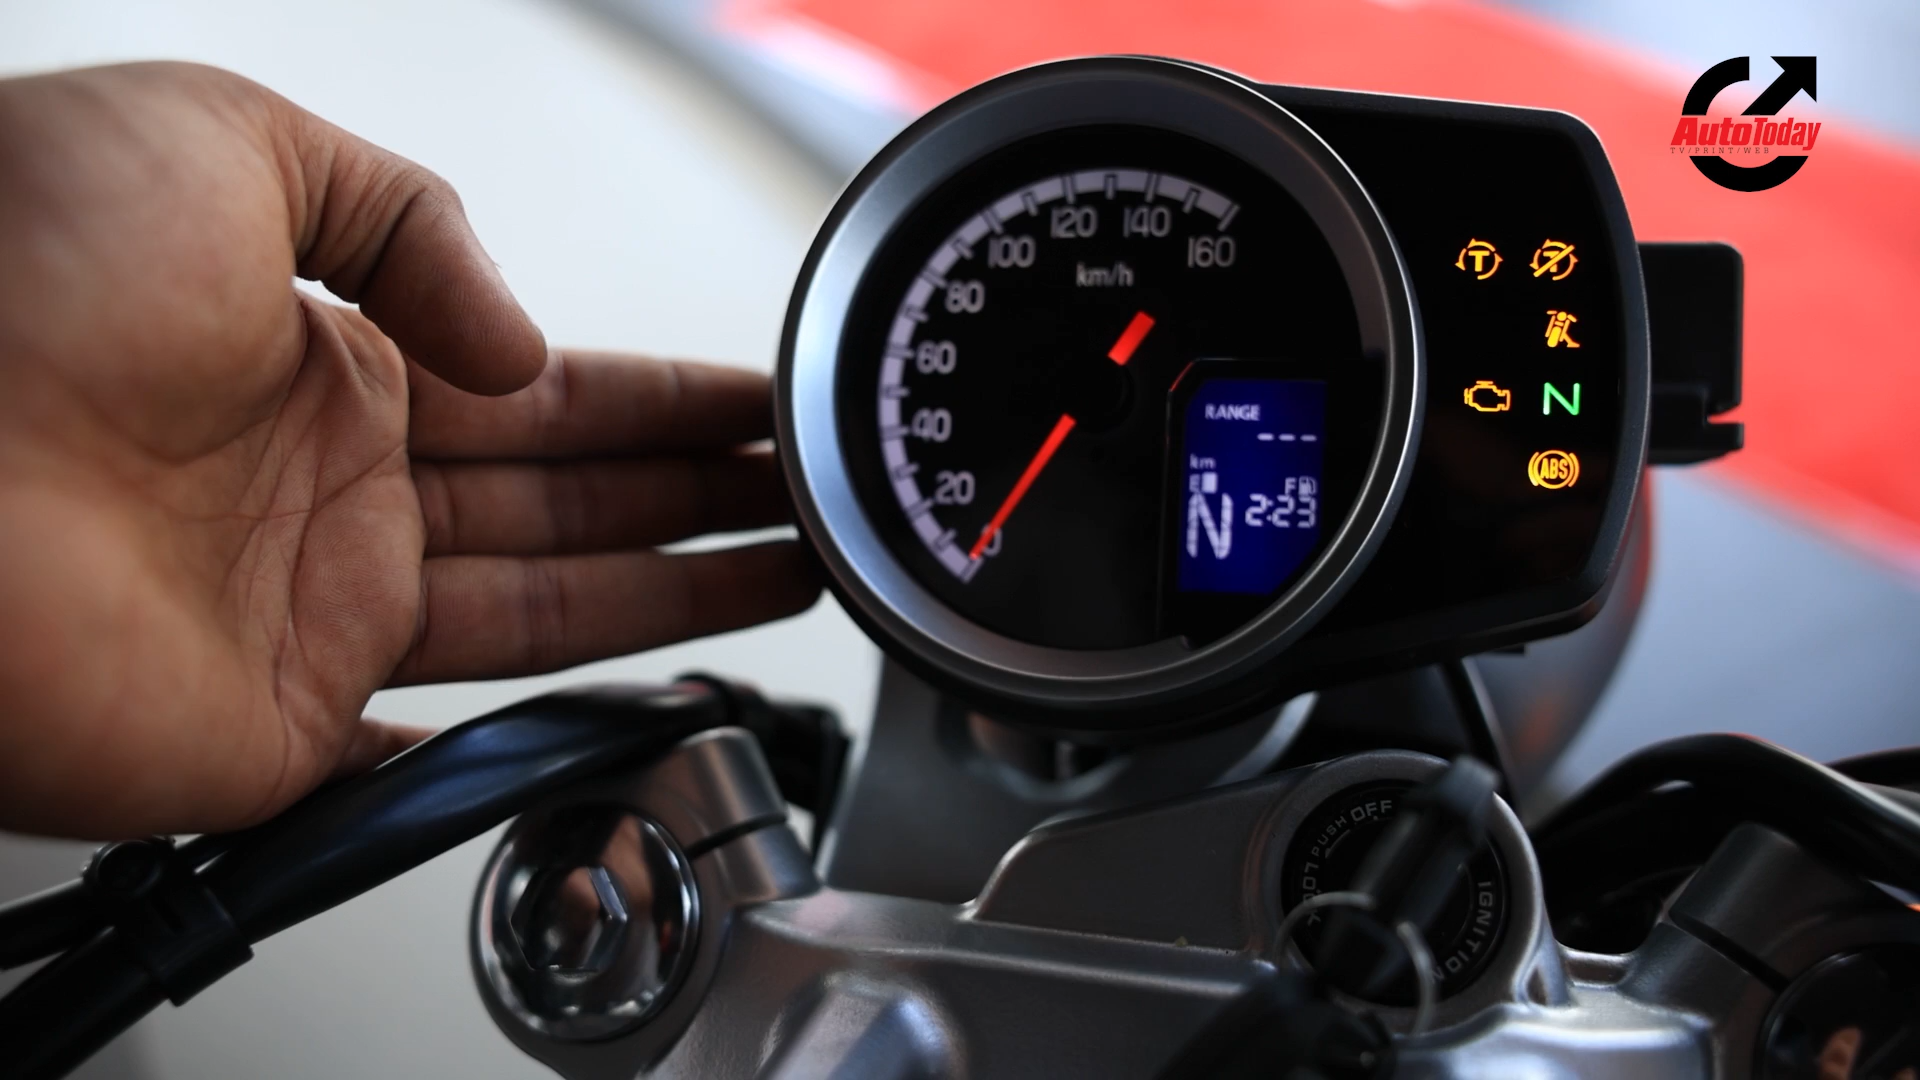 AutoToday
TV/PRINT/WEB
160
140
120
100
80
60
40
20
0
km/h
RANGE
---
km
E
F
N
2:23
T
T
N
ABS
PUSH
OFF
LOCK
IGNITION